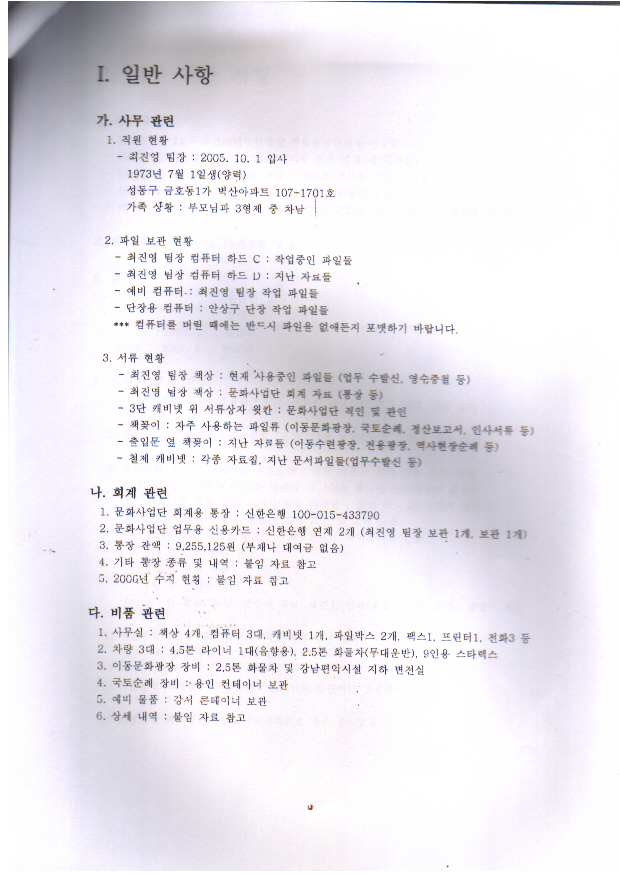 I. 일반 사항
가. 사무 관련
1. 직원 현황
- 최진영 팀장 : 2005. 10. 1 입사
1973년 7월 1일생(양력)
성동구 금호동1가 벽산아파트 107-1701호
가족 상황 : 부모님과 3형제 중 차남
2. 파일 보관 현황
- 최진영 팀장 컴퓨터 하드 C : 작업중인 파일들
- 최진영 팀장 컴퓨터 하드 D : 지난 자료들
- 예비 컴퓨터 : 최진영 팀장 작업 파일들
- 단장용 컴퓨터 : 안상구 단장 작업 파일들
*** 컴퓨터를 버릴 때에는 반드시 파일을 없애든지 포맷하기 바랍니다.
3. 서류 현황
- 최진영 팀장 책상 : 현재 사용중인 파일들 (업무 수발신, 영수증철 등)
- 최진영 팀장 책상 : 문화사업단 회계 자료 (통장 등)
- 3단 캐비넷 위 서류상자 윗칸 : 문화사업단 직인 및 관인
- 책꽂이 : 자주 사용하는 파일류 (이동문화광장, 국토순례, 정산보고서, 인사서류 등)
- 출입문 옆 책꽂이 : 지난 자료들 (이동수련광장, 전용광장, 역사현장순례 등)
- 철제 캐비넷 : 각종 자료집, 지난 문서파일들(업무수발신 등)
나. 회계 관련
1. 문화사업단 회계용 통장 : 신한은행 100-015-433790
2. 문화사업단 업무용 신용카드 : 신한은행 연계 2개 (최진영 팀장 보관 1개, 보관 1개)
3. 통장 잔액 : 9,255,125원 (부채나 대여금 없음)
4. 기타 통장 종류 및 내역 : 붙임 자료 참고
5. 2006년 수지 현황 : 붙임 자료 참고
다. 비품 관련
1. 사무실 : 책상 4개, 컴퓨터 3대, 캐비넷 1개, 파일박스 2개, 팩스1, 프린터1, 전화3 등
2. 차량 3대 : 4.5톤 라이너 1대(음향용), 2.5톤 화물차(무대운반), 9인용 스타렉스
3. 이동문화광장 장비 : 2.5톤 화물차 및 강남편익시설 지하 변전실
4. 국토순례 장비 : 용인 컨테이너 보관
5. 예비 물품 : 강서 콘테이너 보관
6. 상세 내역 : 붙임 자료 참고